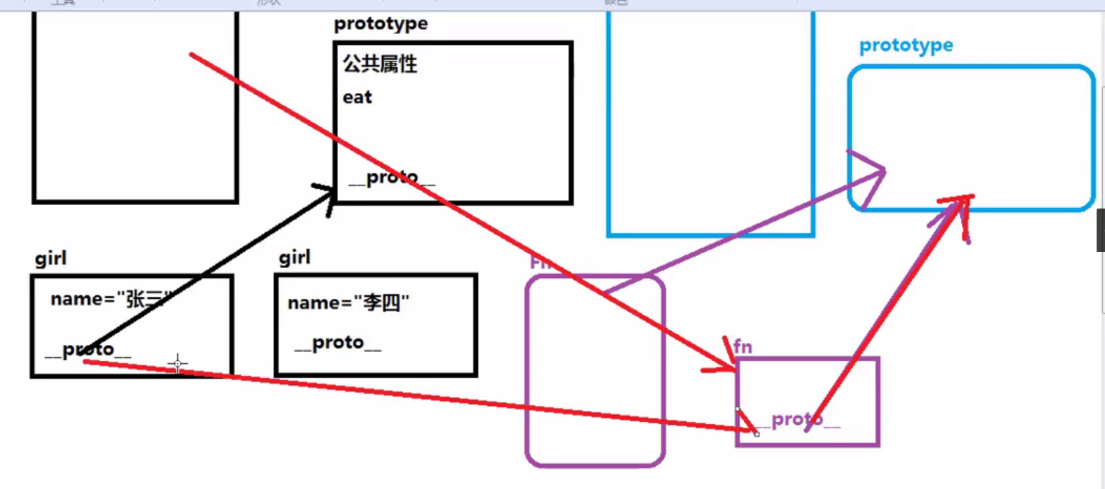 prototype
公共属性
eat
__proto__
prototype
girl
name="张三"
__proto__
girl
name="李四"
__proto__
Fn
fn
__proto__